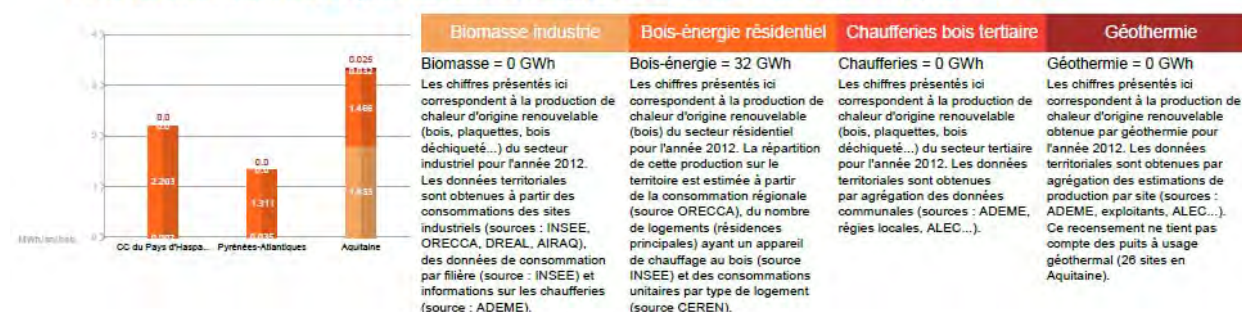 0.025
0.0
1.466
0.0
0.0
0.0
2.203
1.311
MWh/an/hab.
CC du Pays d'Haspa...
Pyrénées-Atlantiques
Aquitaine
Biomasse Industrie
Biomasse = 0 GWh
Les chiffres présentés ici
correspondent à la production de
chaleur d'origine renouvelable
(bois, plaquettes, bois
déchiqueté...) du secteur
industriel pour l'année 2012.
Les données territoriales
sont obtenues à partir des
consommations des sites
industriels (sources : INSEE,
ORECCA, DREAL, AIRAQ),
des données de consommation
par filière (source : INSEE) et
informations sur les chaufferies
(source : ADEME).
Bois-énergie résidentiel
Bois-énergie = 32 GWh
Les chiffres présentés ici
correspondent à la production de
chaleur d'origine renouvelable
(bois) du secteur résidentiel
pour l'année 2012. La répartition
de cette production sur le
territoire est estimée à partir
de la consommation régionale
(source ORECCA), du nombre
de logements (résidences
principales) ayant un appareil
de chauffage au bois (source
INSEE) et des consommations
unitaires par type de logement
(source CEREN).
Chaufferies bois tertiaire
Chaufferies = 0 GWh
Les chiffres présentés ici
correspondent à la production de
chaleur d'origine renouvelable
(bois, plaquettes, bois
déchiqueté...) du secteur tertiaire
pour l'année 2012. Les données
territoriales sont obtenues
par agrégation des données
communales (sources : ADEME,
régies locales, ALEC...).
Géothermie
Géothermie = 0 GWh
Les chiffres présentés ici
correspondent à la production de
chaleur d'origine renouvelable
obtenue par géothermie pour
l'année 2012. Les données
territoriales sont obtenues par
agrégation des estimations de
production par site (sources :
ADEME, exploitants, ALEC...).
Ce recensement ne tient pas
compte des puits à usage
géothermal (26 sites en
Aquitaine).